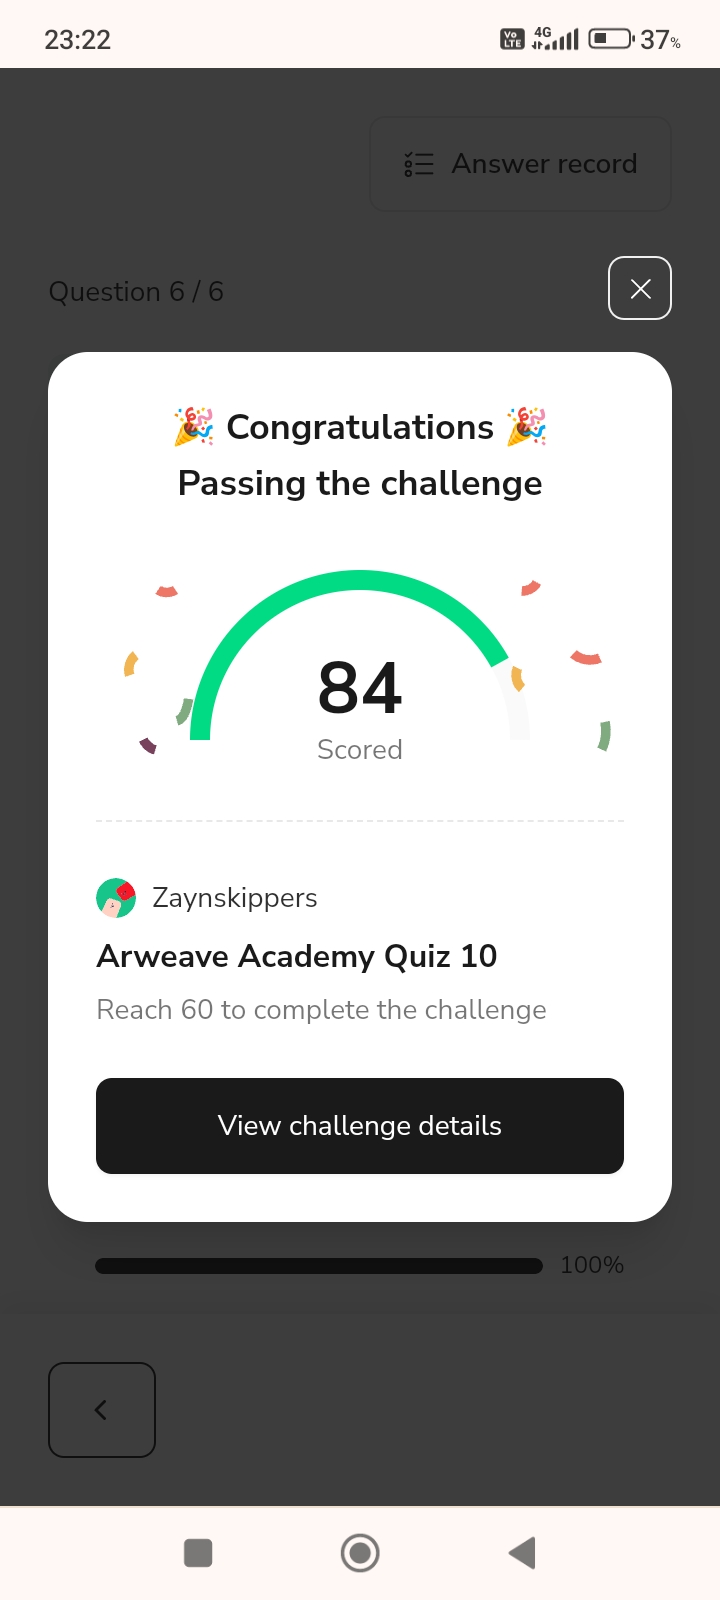 23:22
Vo LTE 4G 37%
Answer record
Question 6 / 6
🎉 Congratulations 🎉
Passing the challenge
84
Scored
Zaynskippers
Arweave Academy Quiz 10
Reach 60 to complete the challenge
View challenge details
100%